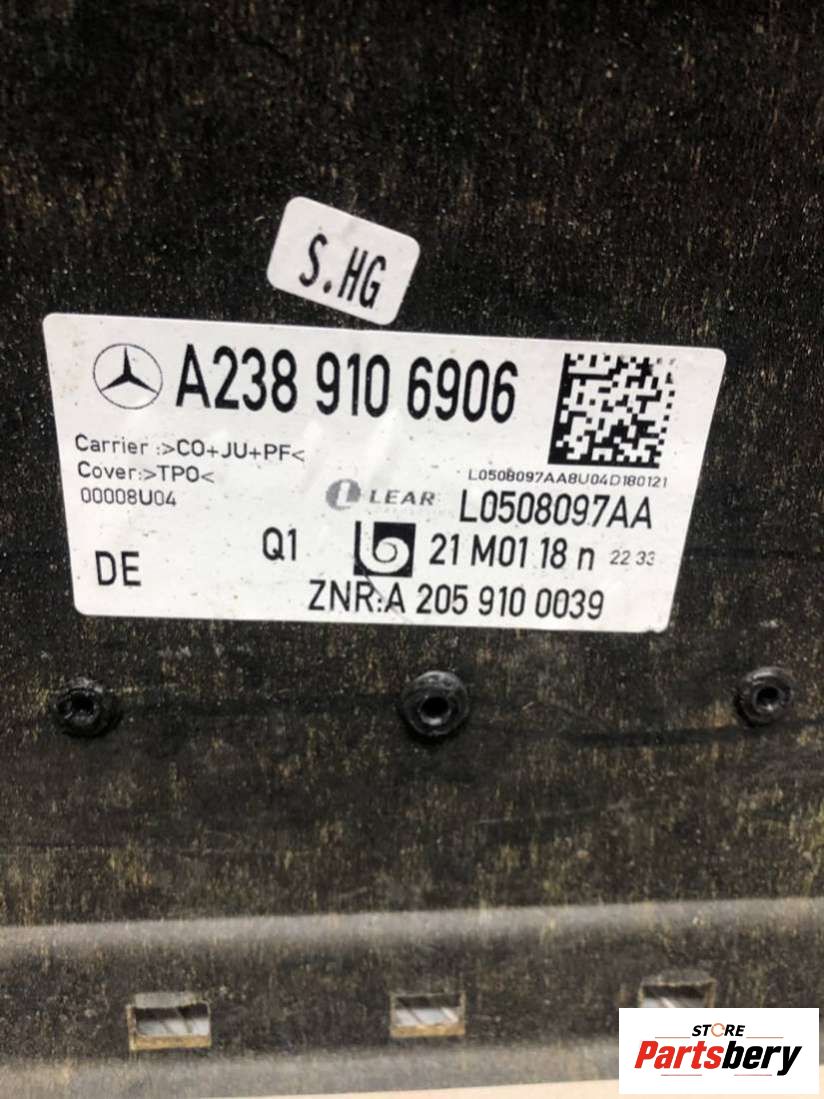 S.HG
A238 910 6906
Carrier :>CO+JU+PF<
Cover:>TPO<
00008U04
L0508097AA8U04D180121
LEAR
L0508097AA
DE
Q1
21 M01 18 n 22 33
ZNR:A 205 910 0039
STORE
Partsbery